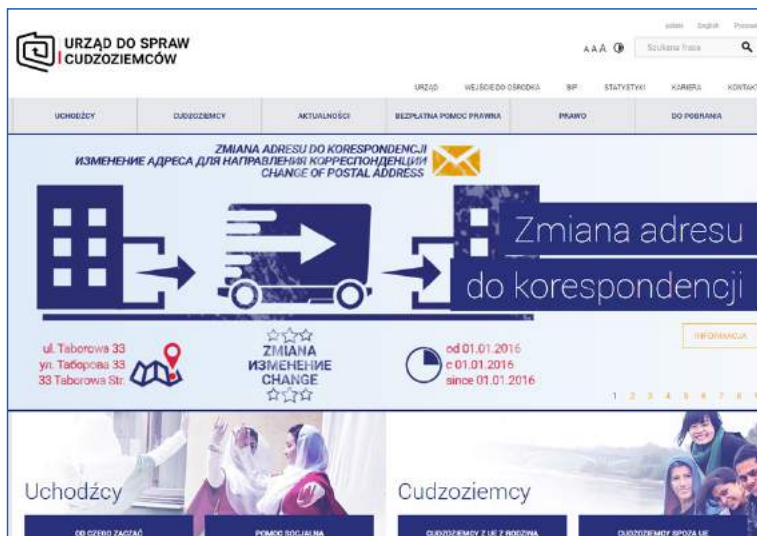 URZĄD DO SPRAW
CUDZOZIEMCÓW
polski English
A A A Szukana fraza
URZĄD WEJŚCIE DO OŚRODKA BIP STATYSTYKI KARIERA KONTAKT
UCHODŹCY CUDZOZIEMCY AKTUALNOŚCI BEZPŁATNA POMOC PRAWNA PRAWO DO POBRANIA
ZMIANA ADRESU DO KORESPONDENCJI
ИЗМЕНЕНИЕ АДРЕСА ДЛЯ НАПРАВЛЕНИЯ КОРРЕСПОНДЕНЦИИ
CHANGE OF POSTAL ADDRESS
Zmiana adresu
do korespondencji
INFORMACJA
ul. Taborowa 33
ул. Таборова 33
33 Taborowa Str.
ZMIANA
ИЗМЕНЕНИЕ
CHANGE
od 01.01.2016
с 01.01.2016
since 01.01.2016
1 2 3 4 5 6 7 8 9
Uchodźcy
Cudzoziemcy
OD CZEGO ZACZĄĆ POMOC SOCJALNA CUDZOZIEMCY Z UE Z RODZINĄ CUDZOZIEMCY SPOZA UE